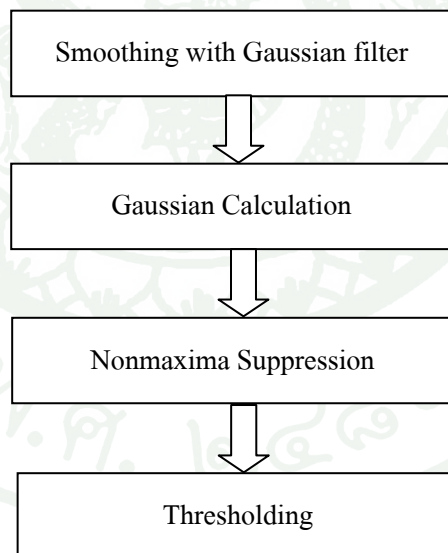 Smoothing with Gaussian filter
Gaussian Calculation
Nonmaxima Suppression
Thresholding